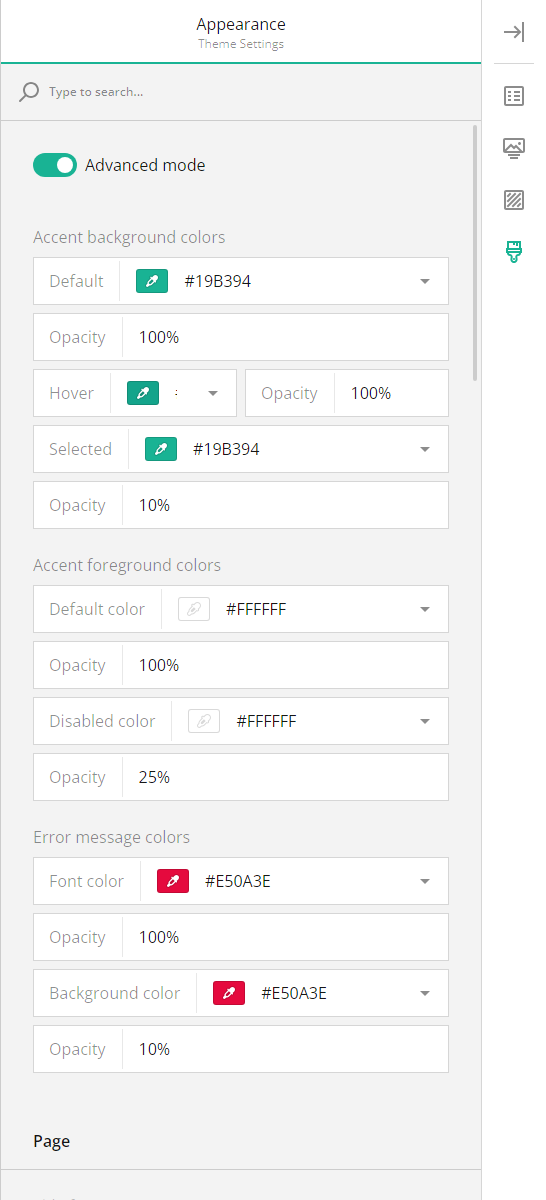 Appearance
Theme Settings
Type to search...
Advanced mode
Accent background colors
Default #19B394
Opacity 100%
Hover Opacity 100%
Selected #19B394
Opacity 10%
Accent foreground colors
Default color #FFFFFF
Opacity 100%
Disabled color #FFFFFF
Opacity 25%
Error message colors
Font color #E50A3E
Opacity 100%
Background color #E50A3E
Opacity 10%
Page